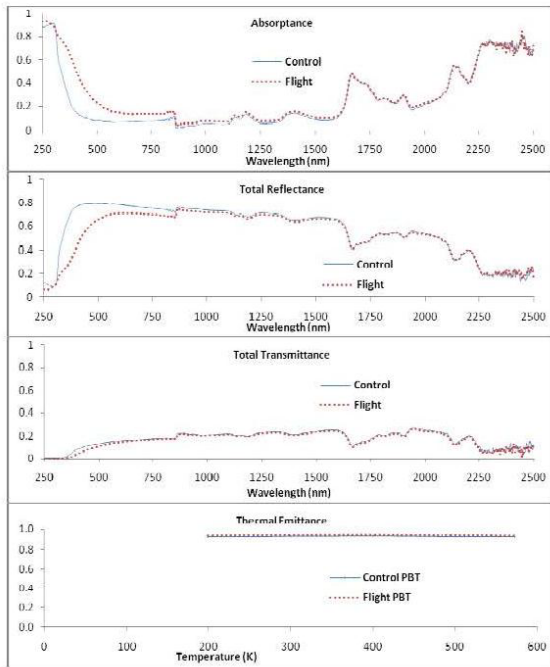 Absorptance
1
0.8
0.6
0.4
0.2
0
Control
Flight
250 500 750 1000 1250 1500 1750 2000 2250 2500
Wavelength (nm)
Total Reflectance
0.8
0.6
0.4
0.2
0
Control
Flight
250 500 750 1000 1250 1500 1750 2000 2250 2500
Wavelength (nm)
Total Transmittance
1
0.8
0.6
0.4
0.2
0
Control
Flight
250 500 750 1000 1250 1500 1750 2000 2250 2500
Wavelength (nm)
Thermal Emittance
1.0
0.8
0.6
0.4
0.2
0.0
Control PBT
Flight PBT
0 100 200 300 400 500 600
Temperature (K)